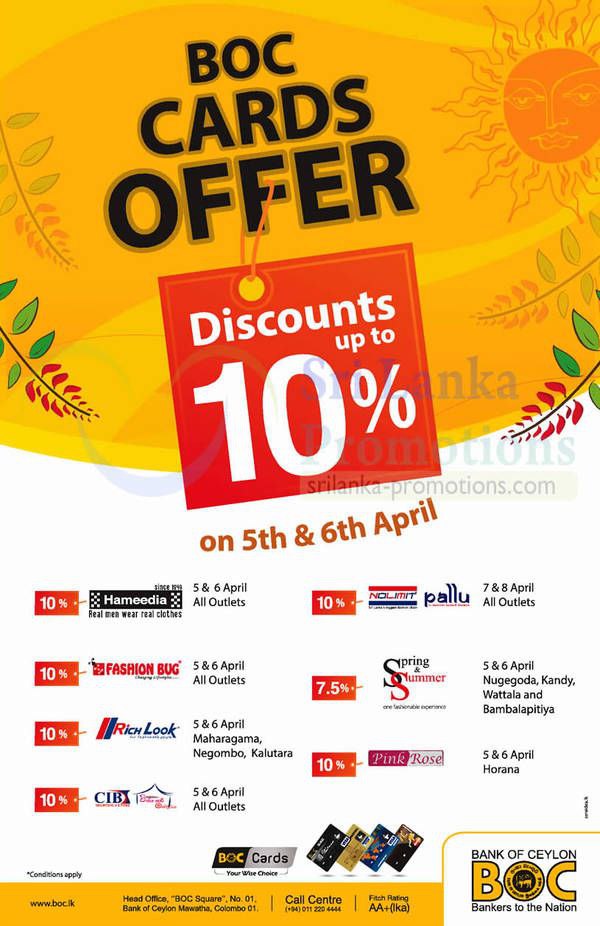 BOC
CARDS
OFFER
Discounts
up to
10%
Sri Lanka
Promotions
srilanka-promotions.com
on 5th & 6th April
10%
since 1949
Hameedia
Real men wear real clothes
5 & 6 April
All Outlets
10%
NOLIMIT
pallu
7 & 8 April
All Outlets
10%
FASHION BUG
5 & 6 April
All Outlets
7.5%
Spring
&
Summer
one fashionable experience
5 & 6 April
Nugegoda, Kandy,
Wattala and
Bambalapitiya
10%
RICH LOOK
5 & 6 April
Maharagama,
Negombo, Kalutara
10%
Pink Rose
5 & 6 April
Horana
10%
CIB
5 & 6 April
All Outlets
*Conditions apply
BOC Cards
Your Wise Choice
BANK OF CEYLON
BOC
Bankers to the Nation
www.boc.lk
Head Office, "BOC Square", No. 01,
Bank of Ceylon Mawatha, Colombo 01.
Call Centre
(+94) 011 220 4444
Fitch Rating
AA+(lka)